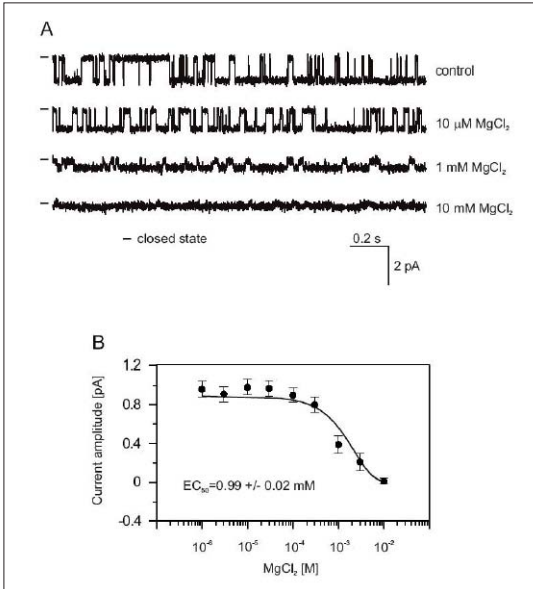 A
control
10 µM MgCl₂
1 mM MgCl₂
10 mM MgCl₂
– closed state
0.2 s
2 pA
B
1.2
0.8
0.4
0
-0.4
Current amplitude [pA]
EC₅₀=0.99 +/- 0.02 mM
10⁻⁶ 10⁻⁵ 10⁻⁴ 10⁻³ 10⁻²
MgCl₂ [M]